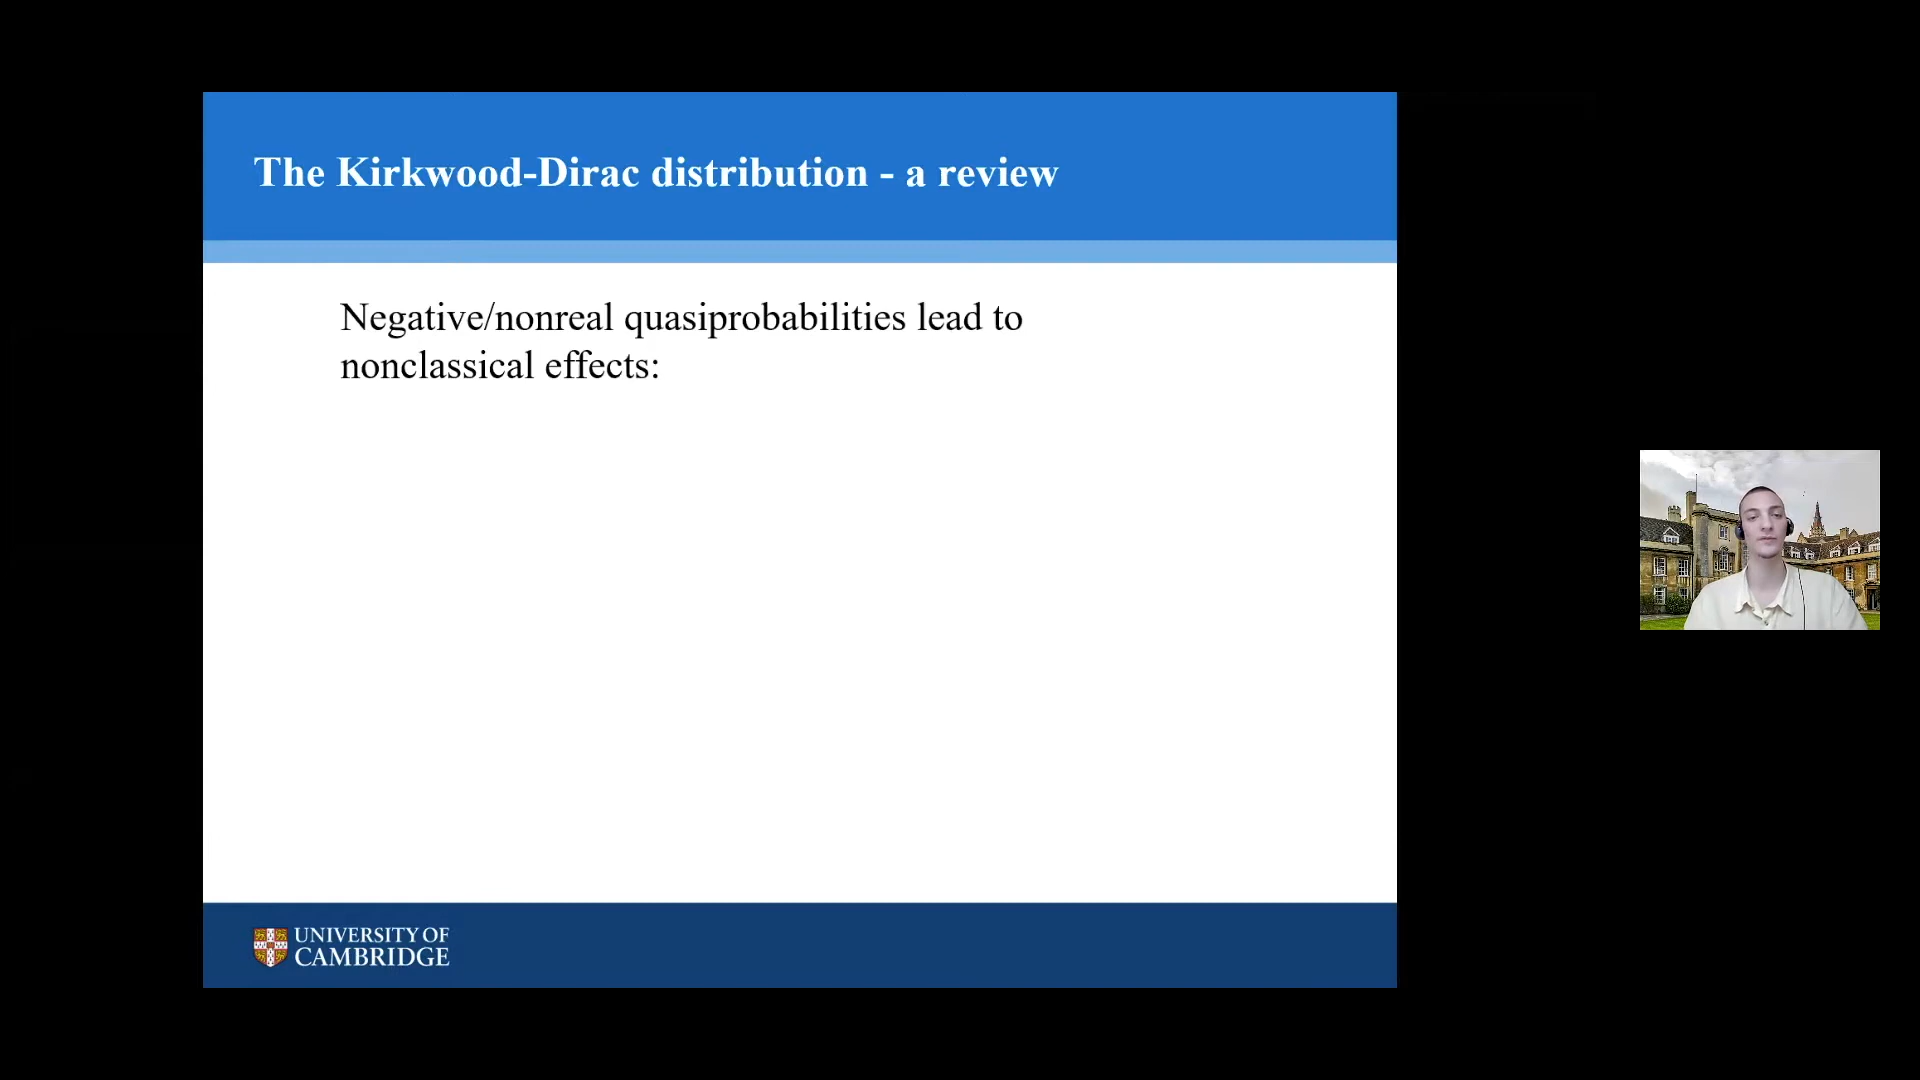 The Kirkwood-Dirac distribution - a review
Negative/nonreal quasiprobabilities lead to
nonclassical effects:
UNIVERSITY OF
CAMBRIDGE